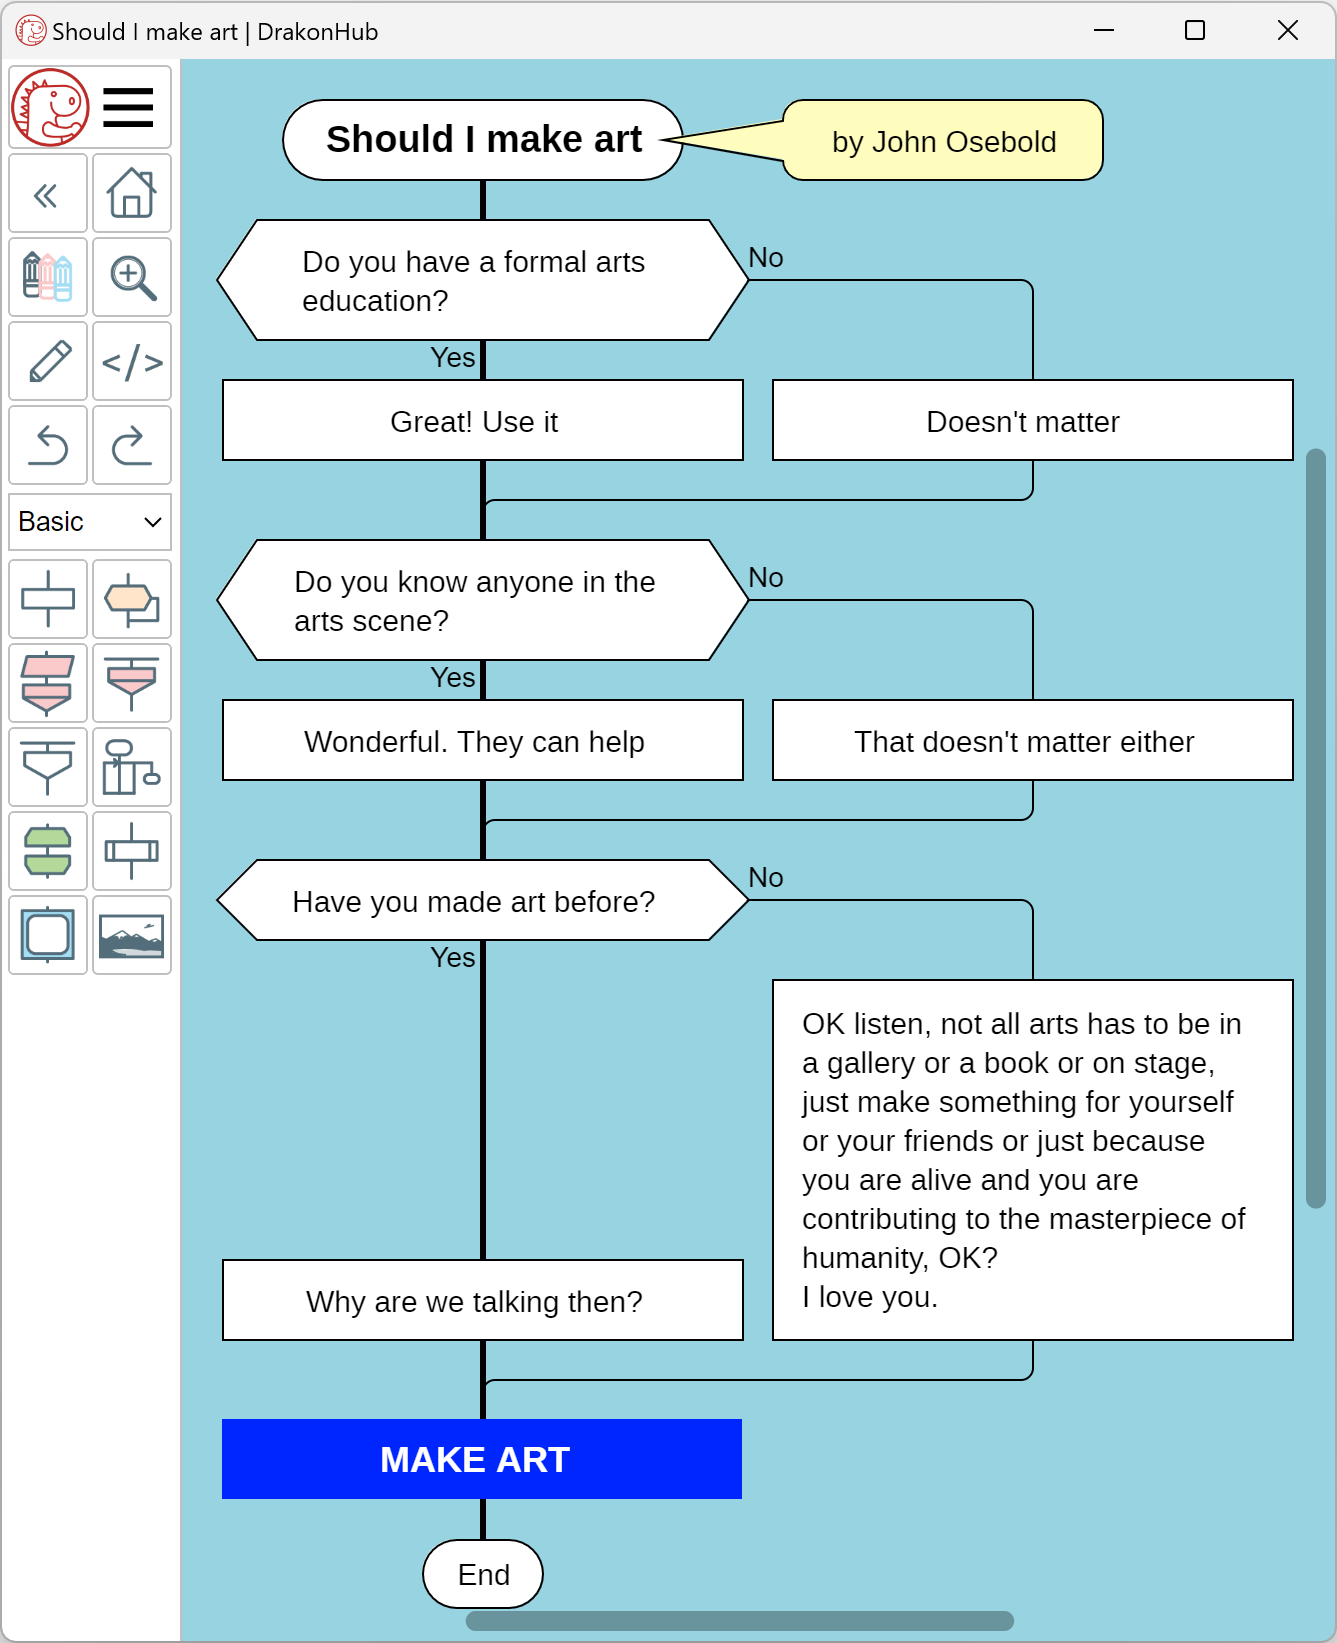 Should I make art | DrakonHub
Should I make art
by John Osebold
Do you have a formal arts
education?
No
Yes
Great! Use it
Doesn't matter
Basic
Do you know anyone in the
arts scene?
No
Yes
Wonderful. They can help
That doesn't matter either
Have you made art before?
No
Yes
OK listen, not all arts has to be in
a gallery or a book or on stage,
just make something for yourself
or your friends or just because
you are alive and you are
contributing to the masterpiece of
humanity, OK?
I love you.
Why are we talking then?
MAKE ART
End